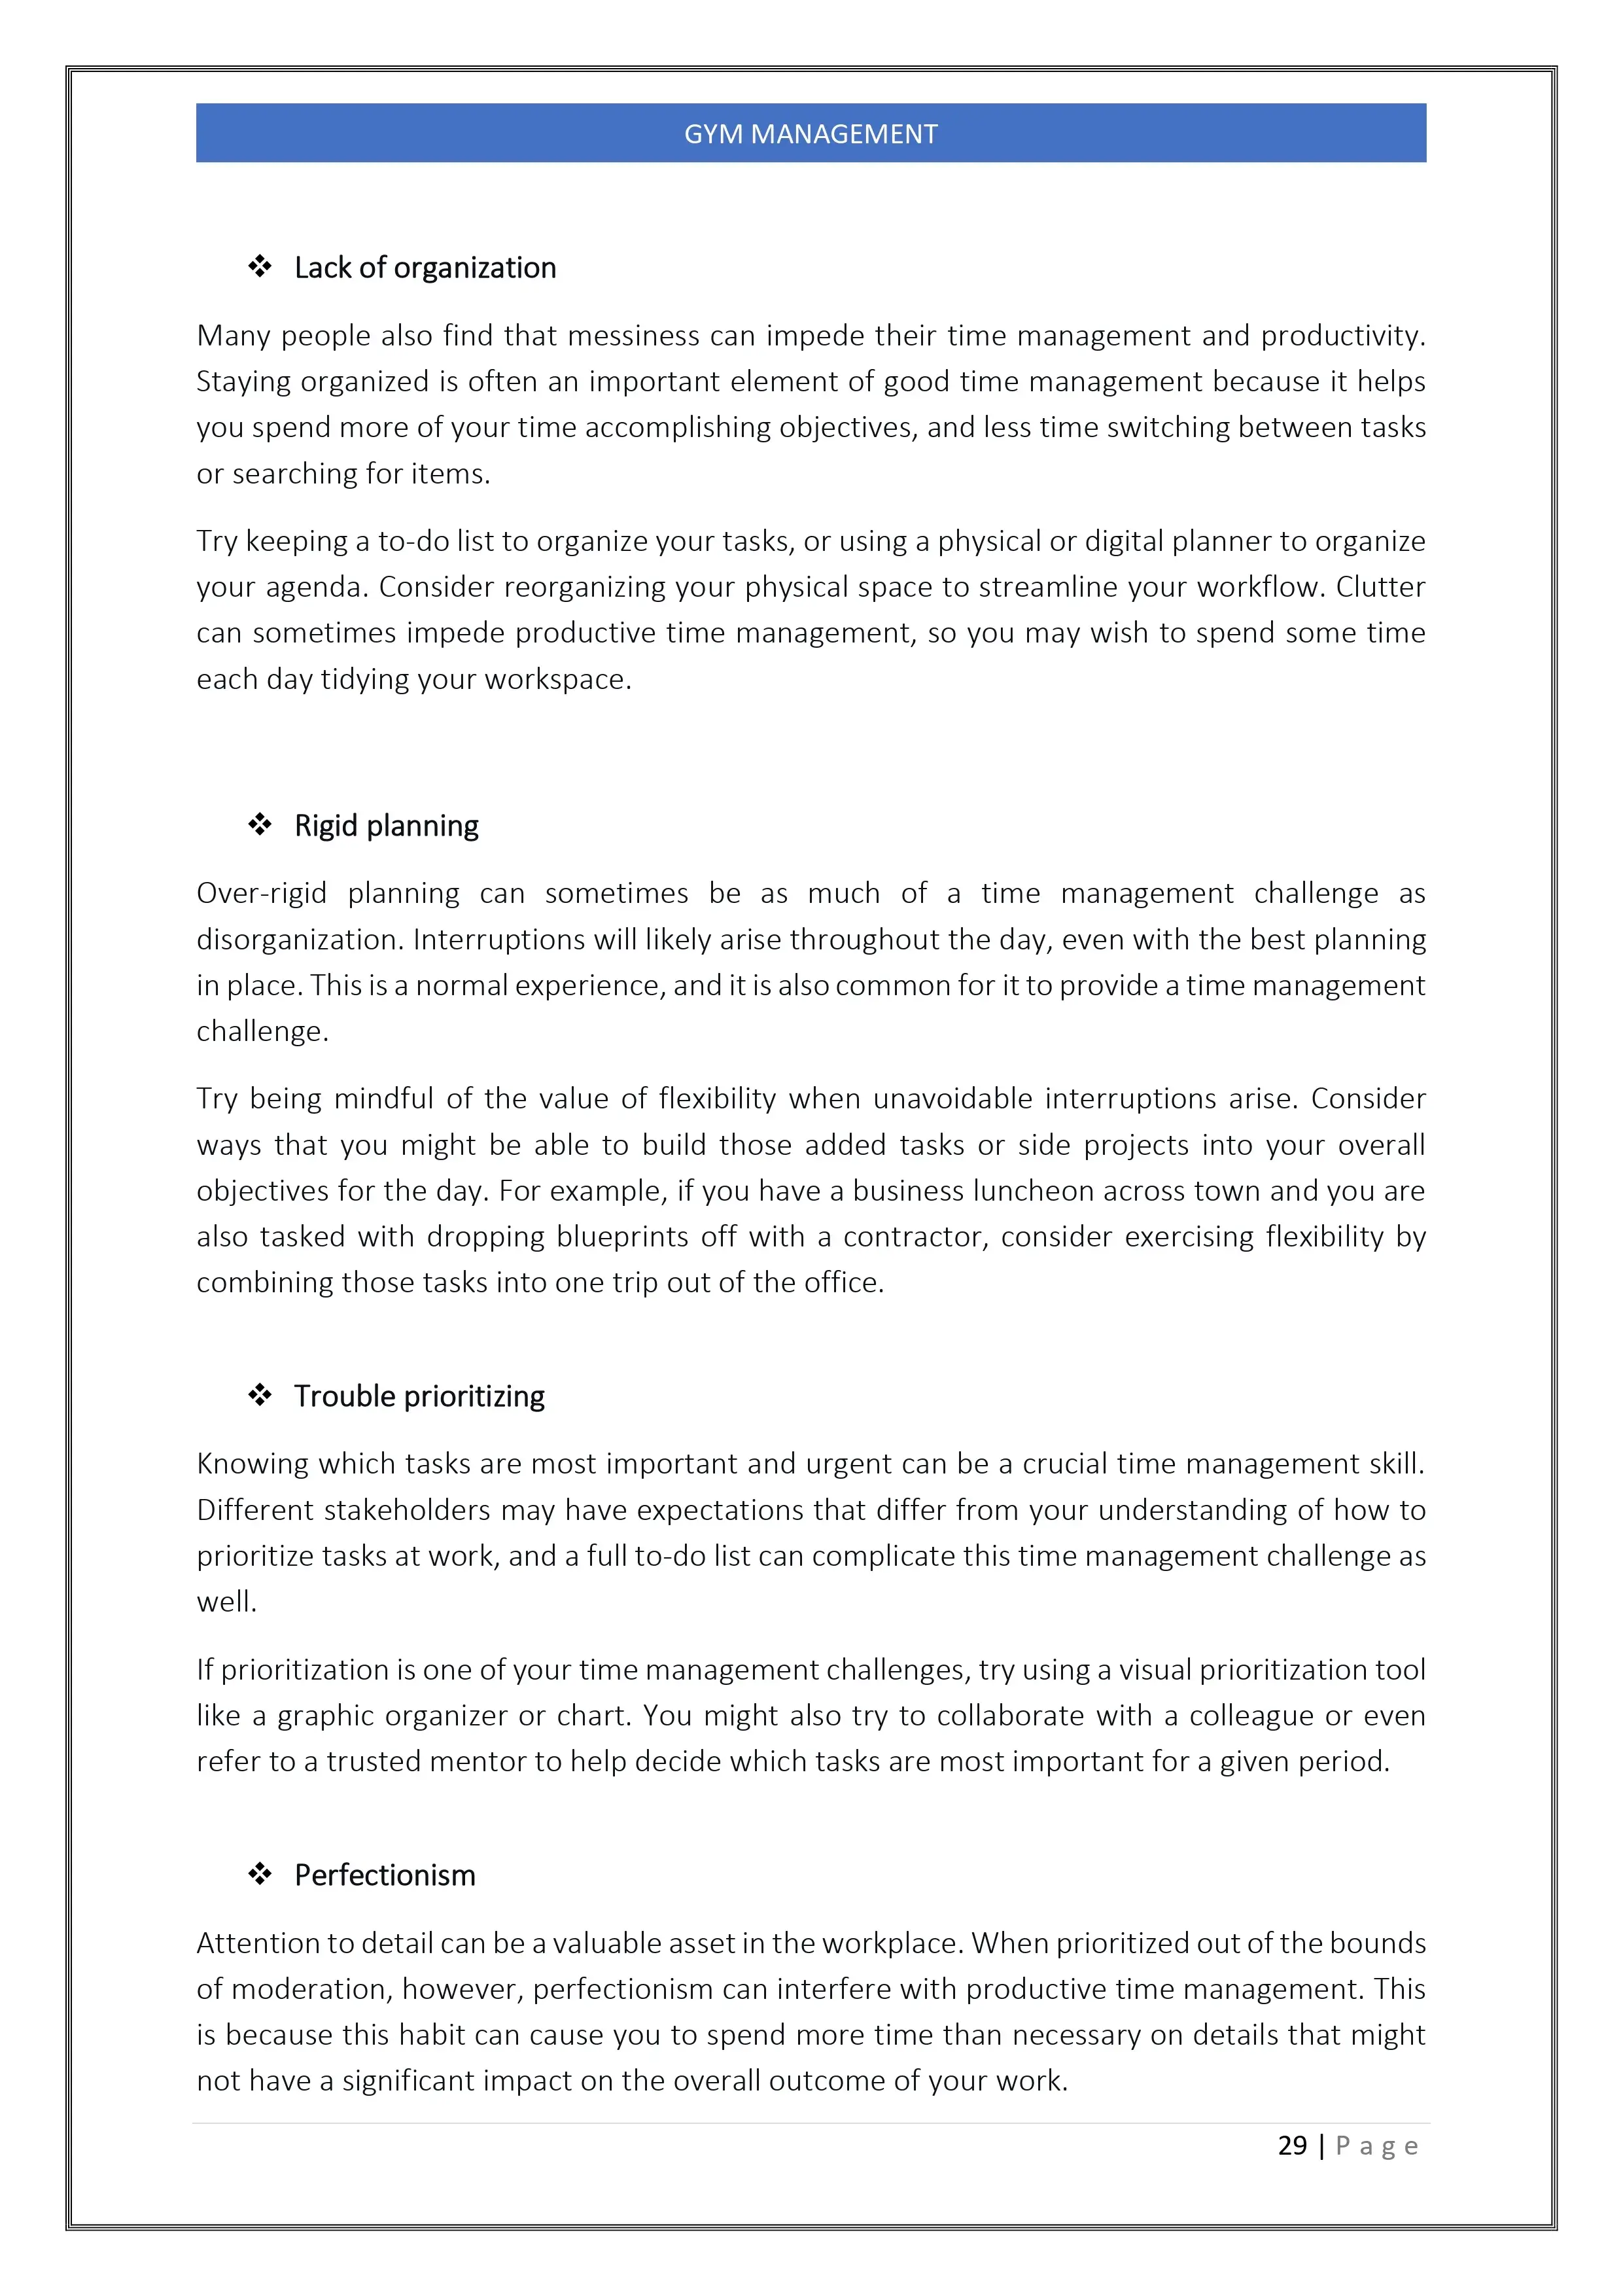 GYM MANAGEMENT
❖ Lack of organization
Many people also find that messiness can impede their time management and productivity.
Staying organized is often an important element of good time management because it helps
you spend more of your time accomplishing objectives, and less time switching between tasks
or searching for items.
Try keeping a to-do list to organize your tasks, or using a physical or digital planner to organize
your agenda. Consider reorganizing your physical space to streamline your workflow. Clutter
can sometimes impede productive time management, so you may wish to spend some time
each day tidying your workspace.
❖ Rigid planning
Over-rigid planning can sometimes be as much of a time management challenge as
disorganization. Interruptions will likely arise throughout the day, even with the best planning
in place. This is a normal experience, and it is also common for it to provide a time management
challenge.
Try being mindful of the value of flexibility when unavoidable interruptions arise. Consider
ways that you might be able to build those added tasks or side projects into your overall
objectives for the day. For example, if you have a business luncheon across town and you are
also tasked with dropping blueprints off with a contractor, consider exercising flexibility by
combining those tasks into one trip out of the office.
❖ Trouble prioritizing
Knowing which tasks are most important and urgent can be a crucial time management skill.
Different stakeholders may have expectations that differ from your understanding of how to
prioritize tasks at work, and a full to-do list can complicate this time management challenge as
well.
If prioritization is one of your time management challenges, try using a visual prioritization tool
like a graphic organizer or chart. You might also try to collaborate with a colleague or even
refer to a trusted mentor to help decide which tasks are most important for a given period.
❖ Perfectionism
Attention to detail can be a valuable asset in the workplace. When prioritized out of the bounds
of moderation, however, perfectionism can interfere with productive time management. This
is because this habit can cause you to spend more time than necessary on details that might
not have a significant impact on the overall outcome of your work.
29 | P a g e